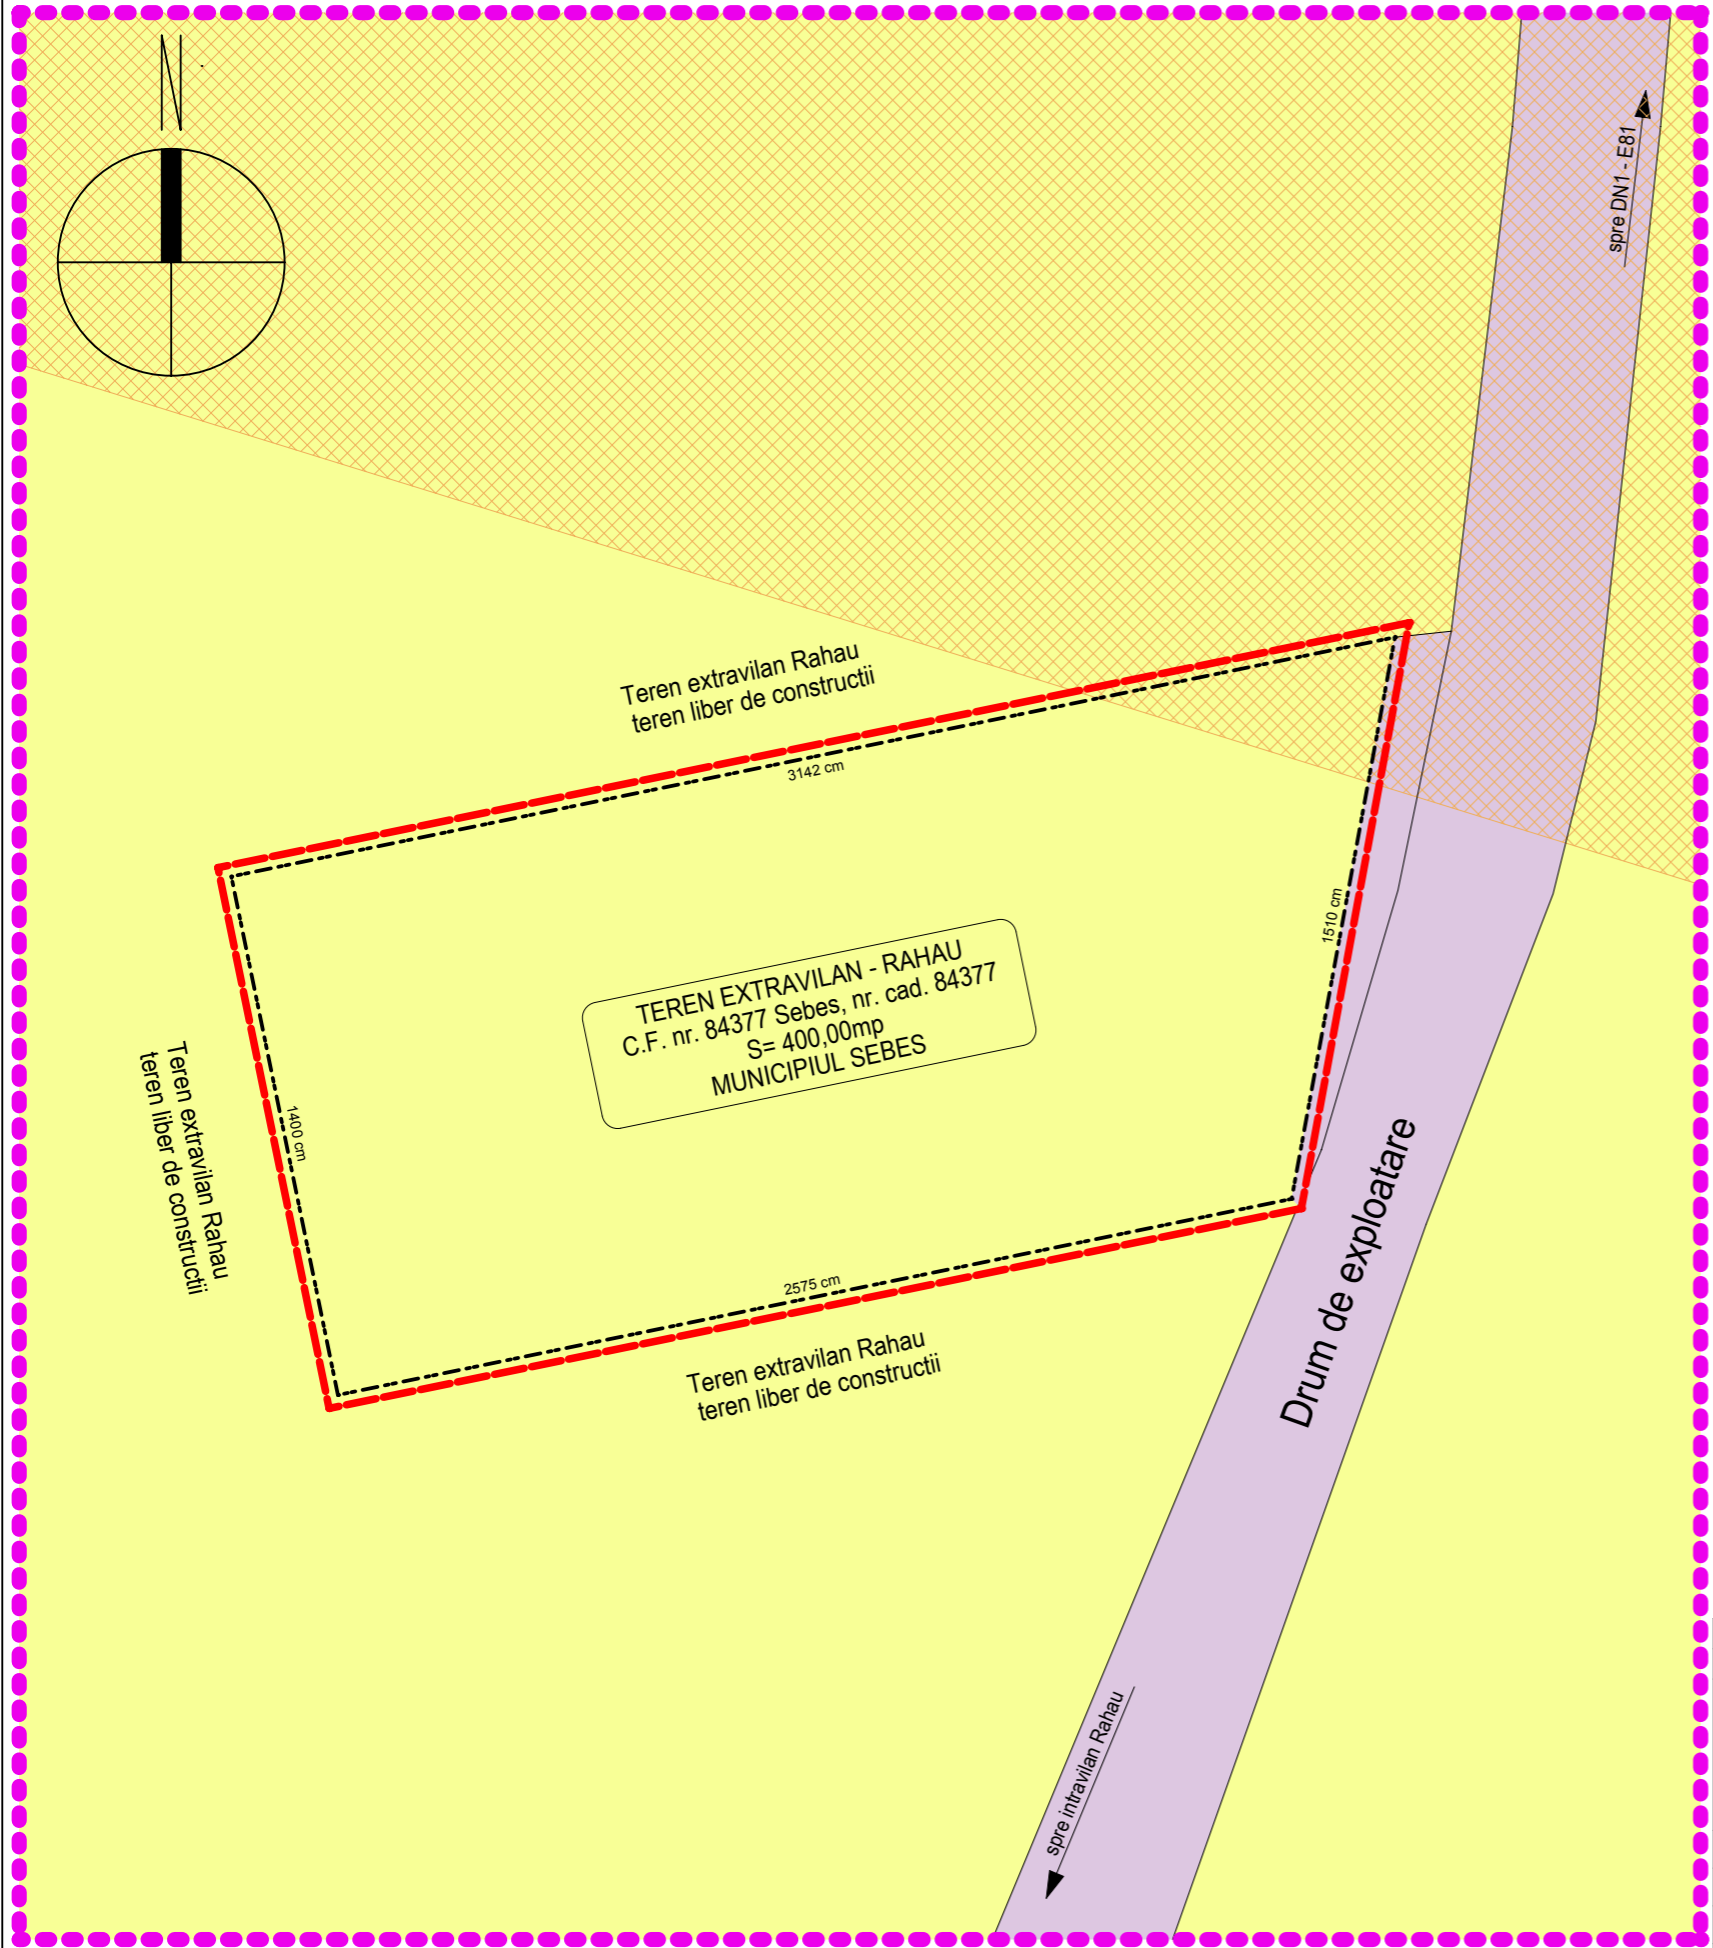 N
spre DN1 - E81
Teren extravilan Rahau
teren liber de constructii
3142 cm
1510 cm
TEREN EXTRAVILAN - RAHAU
C.F. nr. 84377 Sebes, nr. cad. 84377
S= 400,00mp
MUNICIPIUL SEBES
Teren extravilan Rahau
teren liber de constructii
1400 cm
2575 cm
Teren extravilan Rahau
teren liber de constructii
Drum de exploatare
spre intravilan Rahau